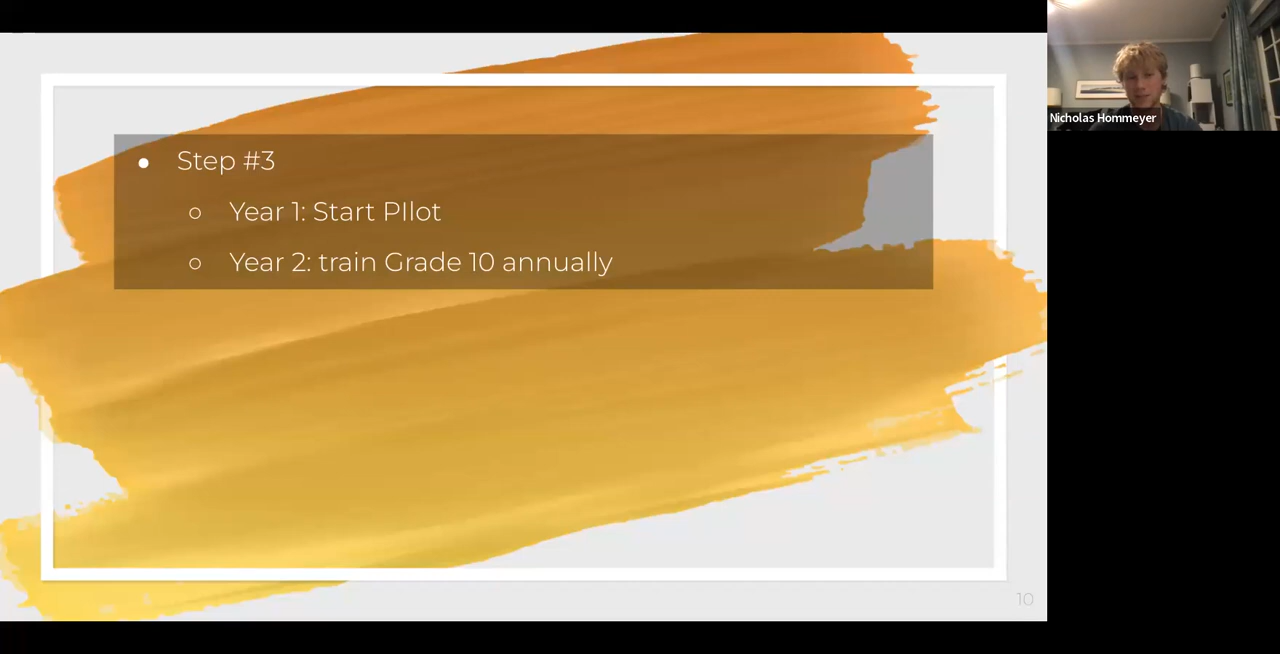 Step #3
Year 1: Start PIlot
Year 2: train Grade 10 annually
10
Nicholas Hommeyer